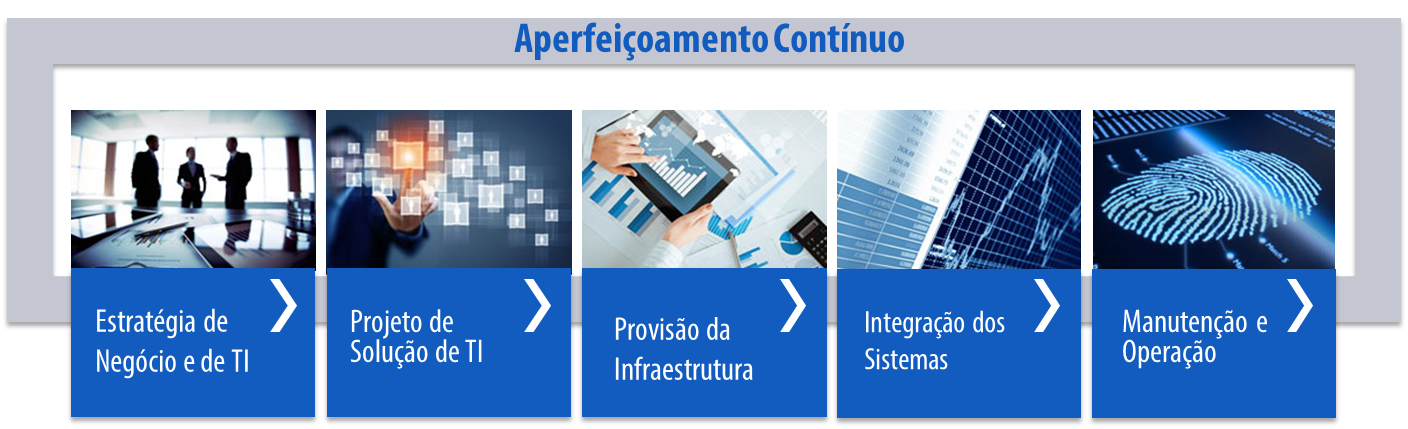 Aperfeiçoamento Contínuo
Estratégia de
Negócio e de TI
Projeto de
Solução de TI
Provisão da
Infraestrutura
Integração dos
Sistemas
Manutenção e
Operação